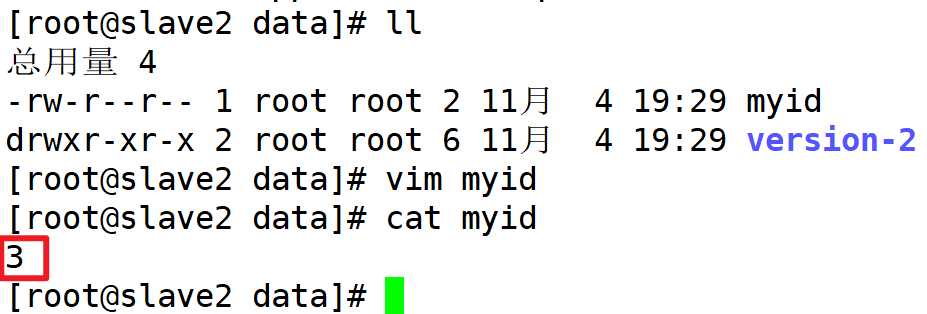 [root@slave2 data]# ll
总用量 4
-rw-r--r-- 1 root root 2 11月  4 19:29 myid
drwxr-xr-x 2 root root 6 11月  4 19:29 version-2
[root@slave2 data]# vim myid
[root@slave2 data]# cat myid
3
[root@slave2 data]#